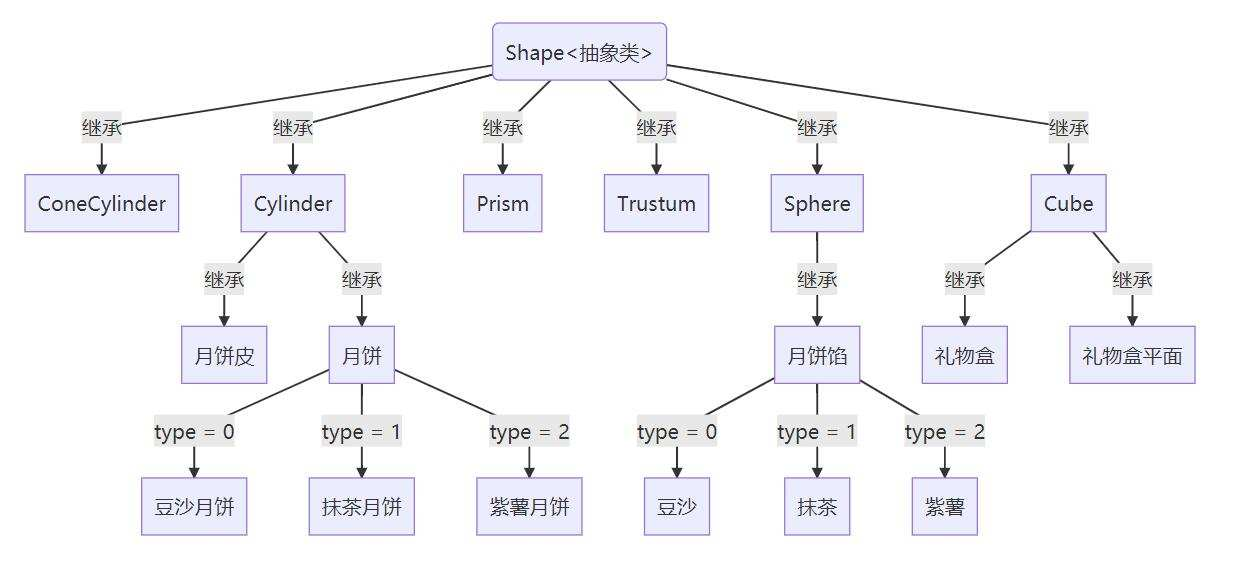 Shape<抽象类>
继承
继承
继承
继承
继承
继承
ConeCylinder
Cylinder
Prism
Trustum
Sphere
Cube
继承
继承
继承
继承
继承
月饼皮
月饼
月饼馅
礼物盒
礼物盒平面
type = 0
type = 1
type = 2
type = 0
type = 1
type = 2
豆沙月饼
抹茶月饼
紫薯月饼
豆沙
抹茶
紫薯